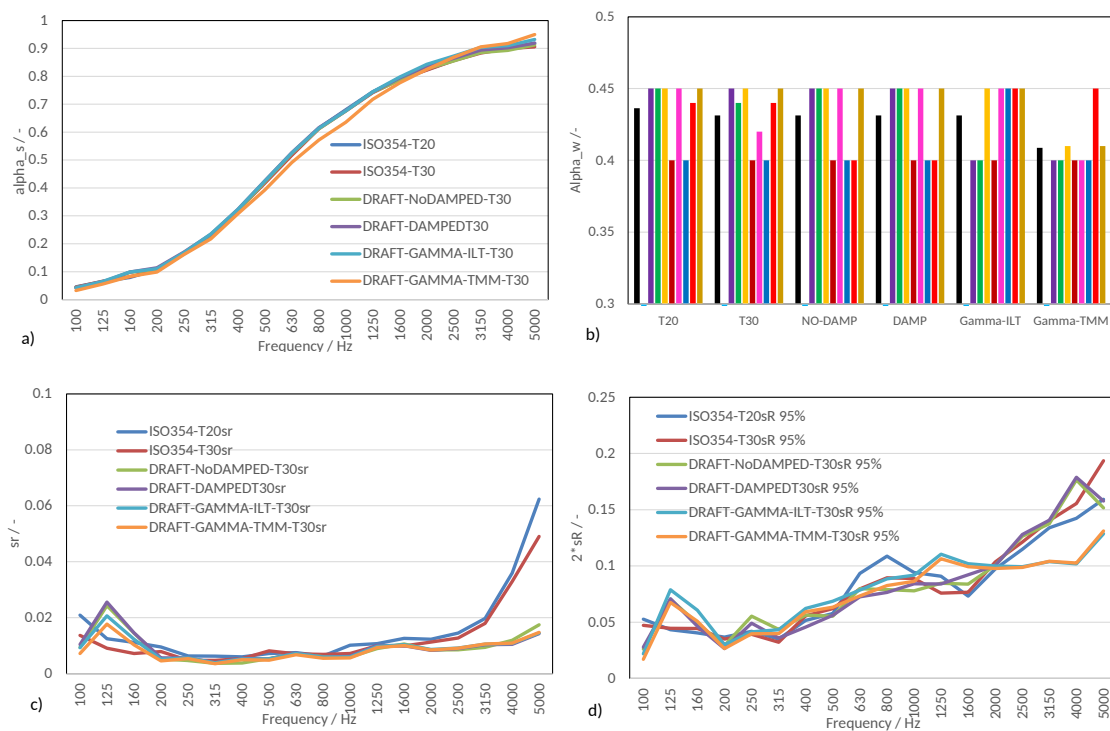 1
0.9
0.8
0.7
0.6
0.5
0.4
0.3
0.2
0.1
0
alpha_s / -
ISO354-T20
ISO354-T30
DRAFT-NoDAMPED-T30
DRAFT-DAMPEDT30
DRAFT-GAMMA-ILT-T30
DRAFT-GAMMA-TMM-T30
100 125 160 200 250 315 400 500 630 800 1000 1250 1600 2000 2500 3150 4000 5000
Frequency / Hz
a)
0.5
0.45
0.4
0.35
0.3
Alpha_w /-
T20 T30 NO-DAMP DAMP Gamma-ILT Gamma-TMM
b)
0.1
0.08
0.06
0.04
0.02
0
sr / -
ISO354-T20sr
ISO354-T30sr
DRAFT-NoDAMPED-T30sr
DRAFT-DAMPEDT30sr
DRAFT-GAMMA-ILT-T30sr
DRAFT-GAMMA-TMM-T30sr
100 125 160 200 250 315 400 500 630 800 1000 1250 1600 2000 2500 3150 4000 5000
Frequency / Hz
c)
0.25
0.2
0.15
0.1
0.05
0
2*sR / -
ISO354-T20sR 95%
ISO354-T30sR 95%
DRAFT-NoDAMPED-T30sR 95%
DRAFT-DAMPEDT30sR 95%
DRAFT-GAMMA-ILT-T30sR 95%
DRAFT-GAMMA-TMM-T30sR 95%
100 125 160 200 250 315 400 500 630 800 1000 1250 1600 2000 2500 3150 4000 5000
Frequency / Hz
d)